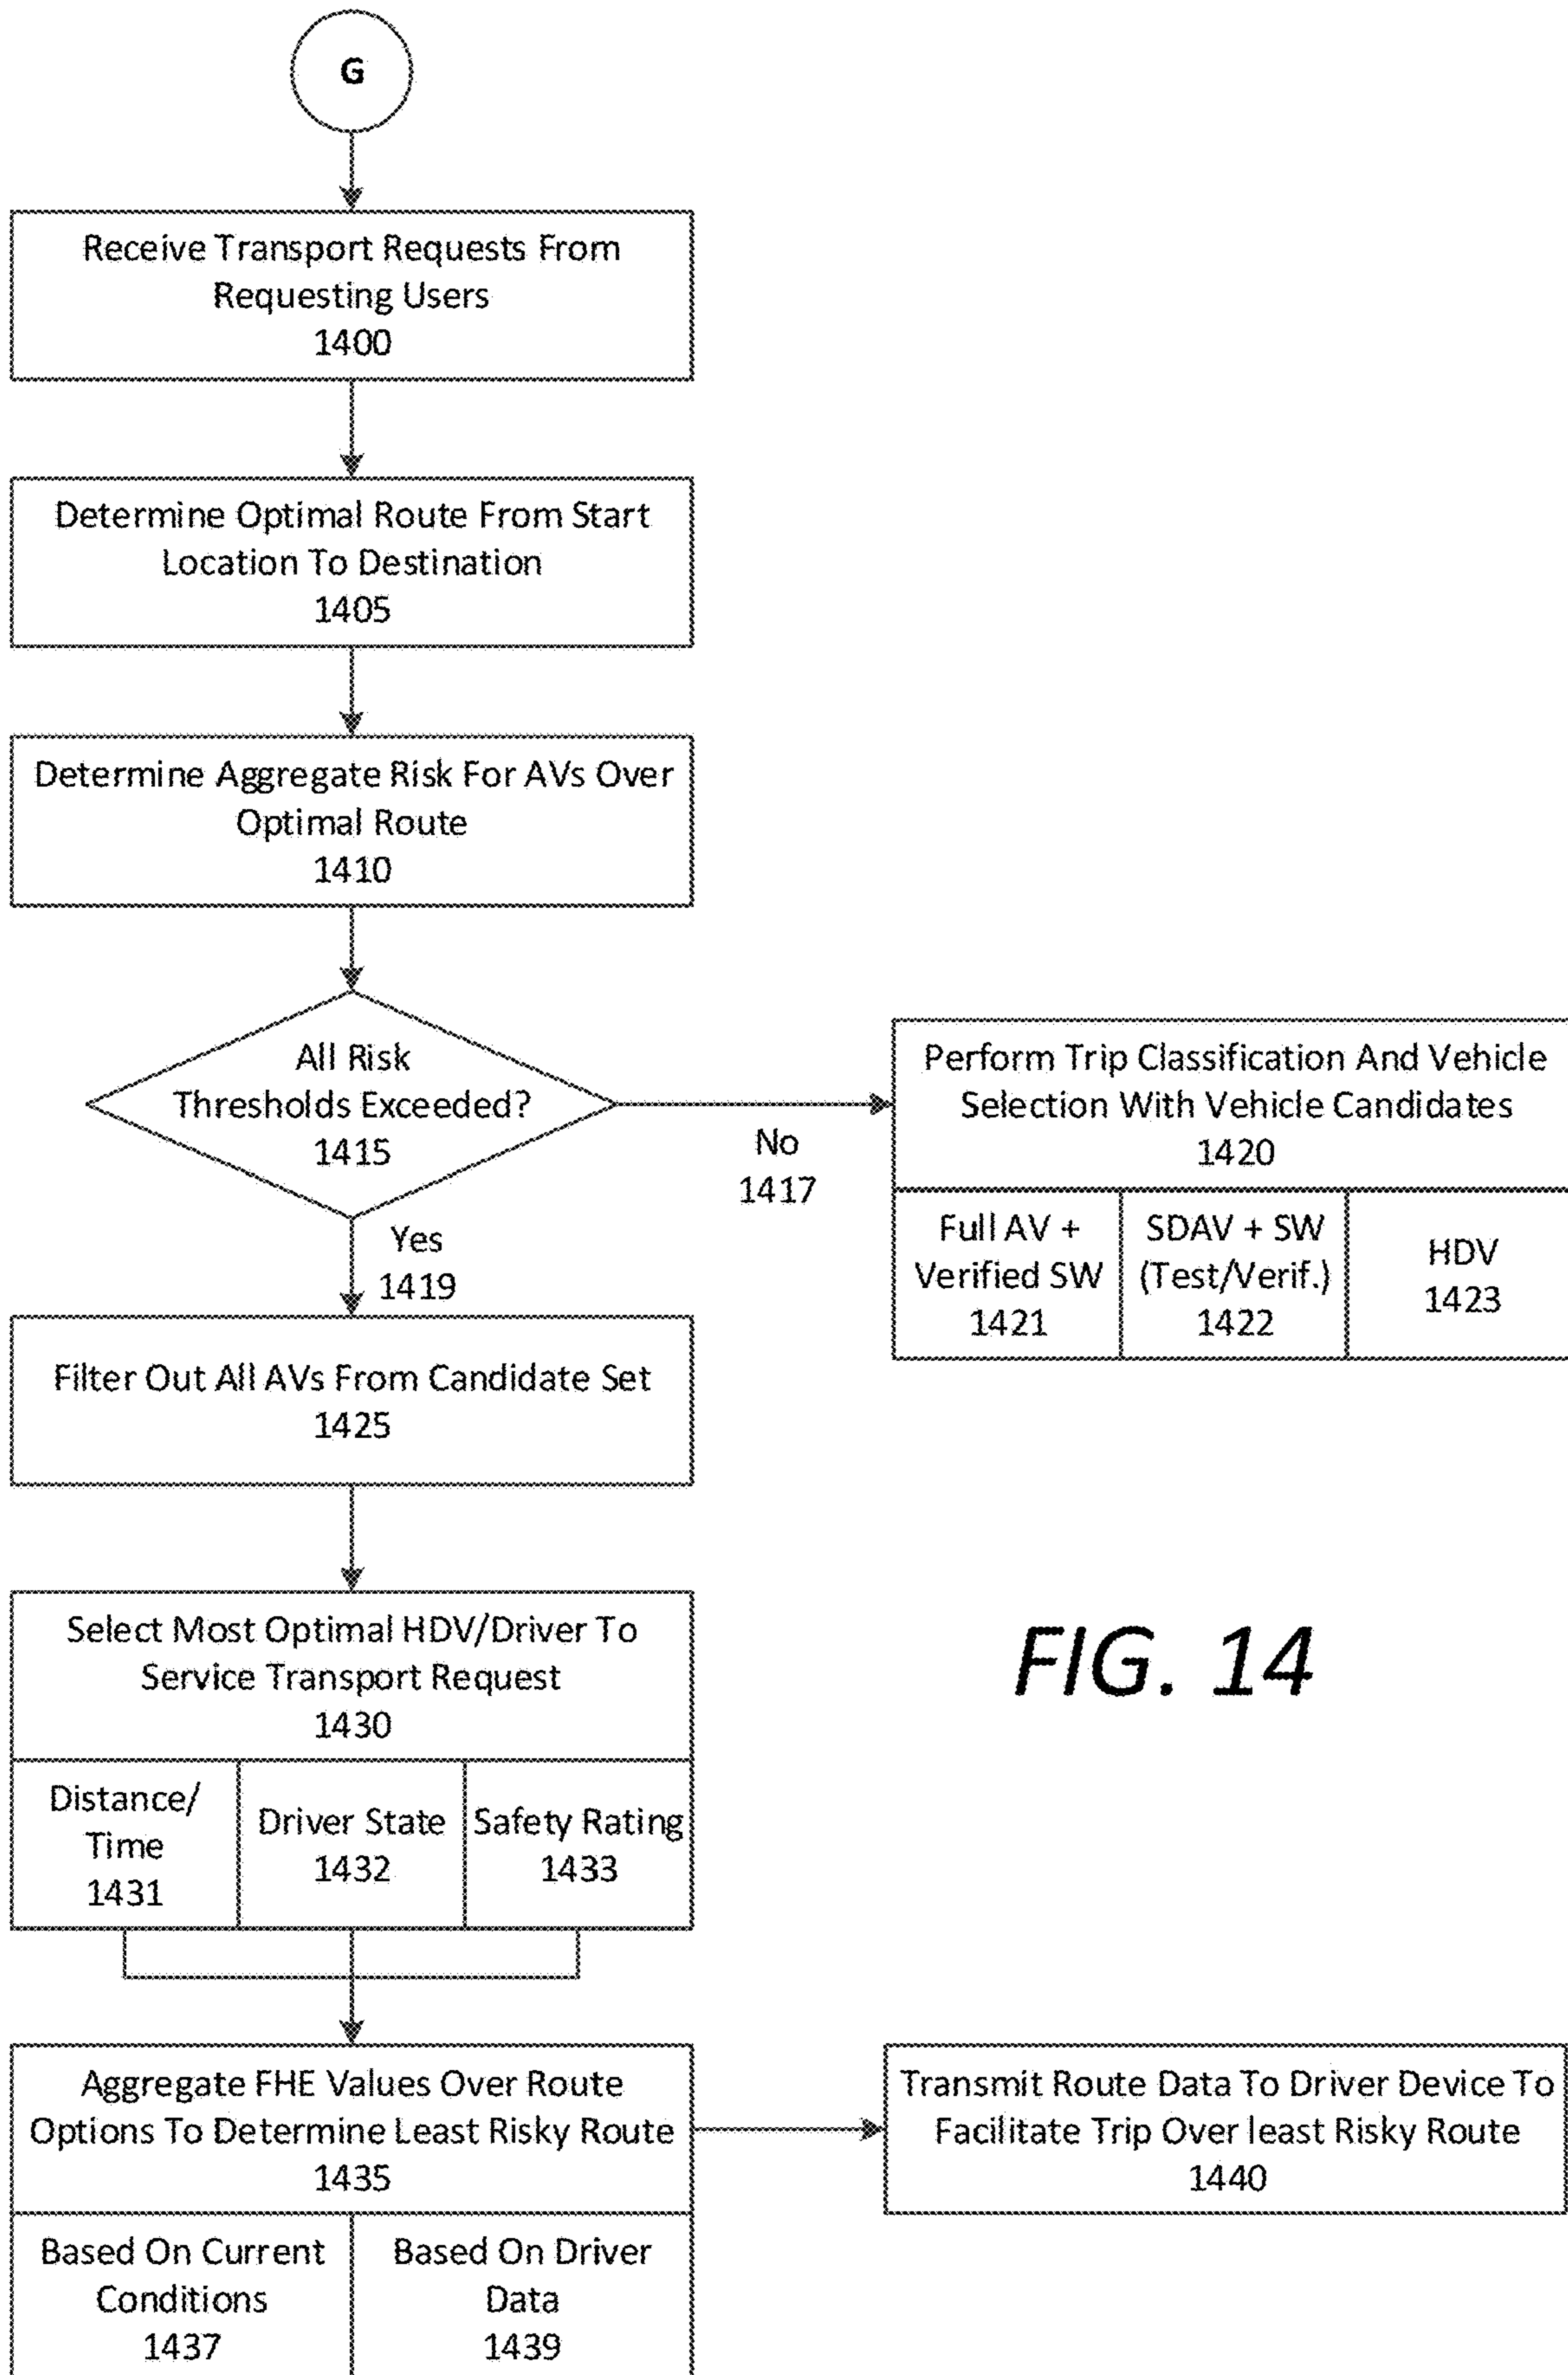 G
Receive Transport Requests From
Requesting Users
1400
Determine Optimal Route From Start
Location To Destination
1405
Determine Aggregate Risk For AVs Over
Optimal Route
1410
All Risk
Thresholds Exceeded?
1415
No
1417
Perform Trip Classification And Vehicle
Selection With Vehicle Candidates
1420
Full AV +
Verified SW
1421
SDAV + SW
(Test/Verif.)
1422
HDV
1423
Yes
1419
Filter Out All AVs From Candidate Set
1425
Select Most Optimal HDV/Driver To
Service Transport Request
1430
Distance/
Time
1431
Driver State
1432
Safety Rating
1433
FIG. 14
Aggregate FHE Values Over Route
Options To Determine Least Risky Route
1435
Based On Current
Conditions
1437
Based On Driver
Data
1439
Transmit Route Data To Driver Device To
Facilitate Trip Over least Risky Route
1440